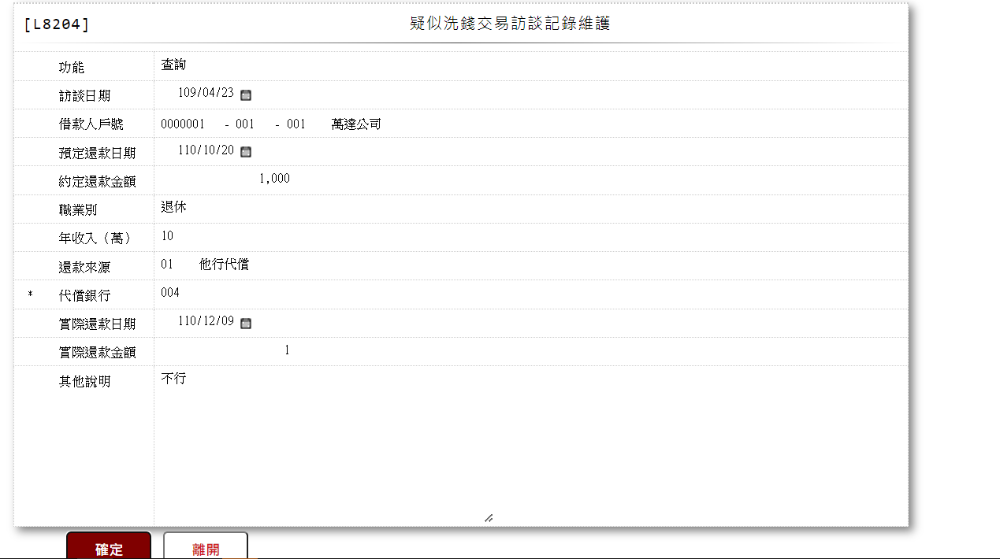 [L8204] 疑似洗錢交易訪談記錄維護
功能 查詢
訪談日期 109/04/23
借款人戶號 0000001 - 001 - 001 萬達公司
預定還款日期 110/10/20
約定還款金額 1,000
職業別 退休
年收入（萬） 10
還款來源 01 他行代償
* 代償銀行 004
實際還款日期 110/12/09
實際還款金額 1
其他說明 不行
確定 離開